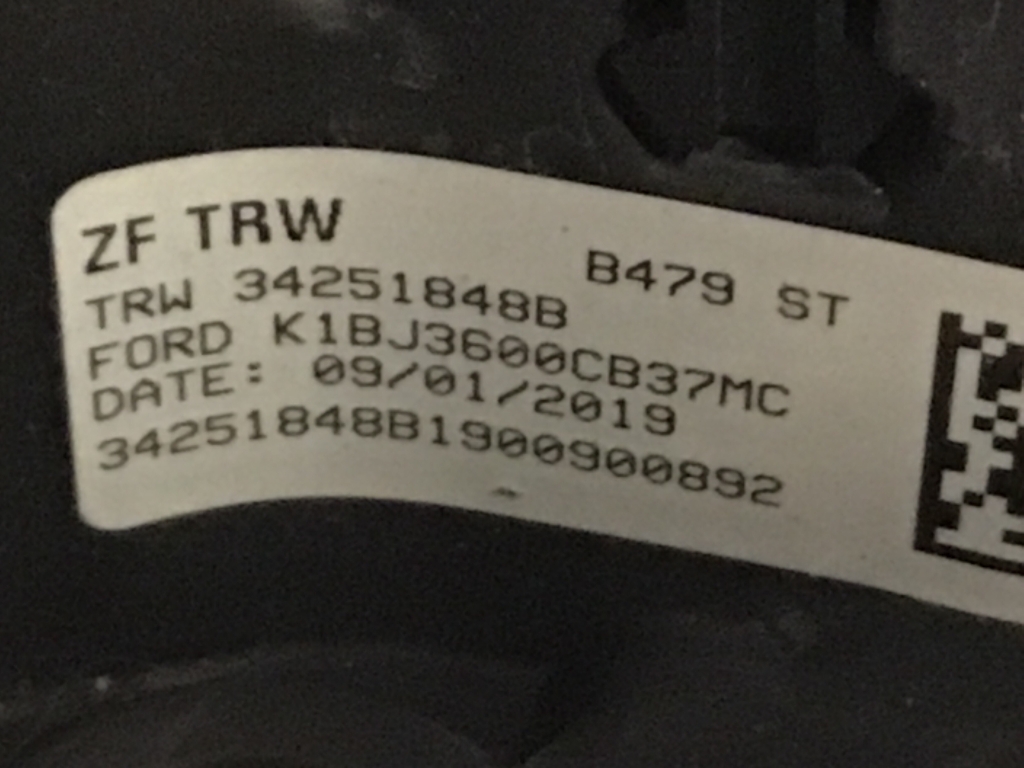 ZF TRW
B479 ST
TRW 34251848B
FORD K1BJ3600CB37MC
DATE: 09/01/2019
34251848B1900900892